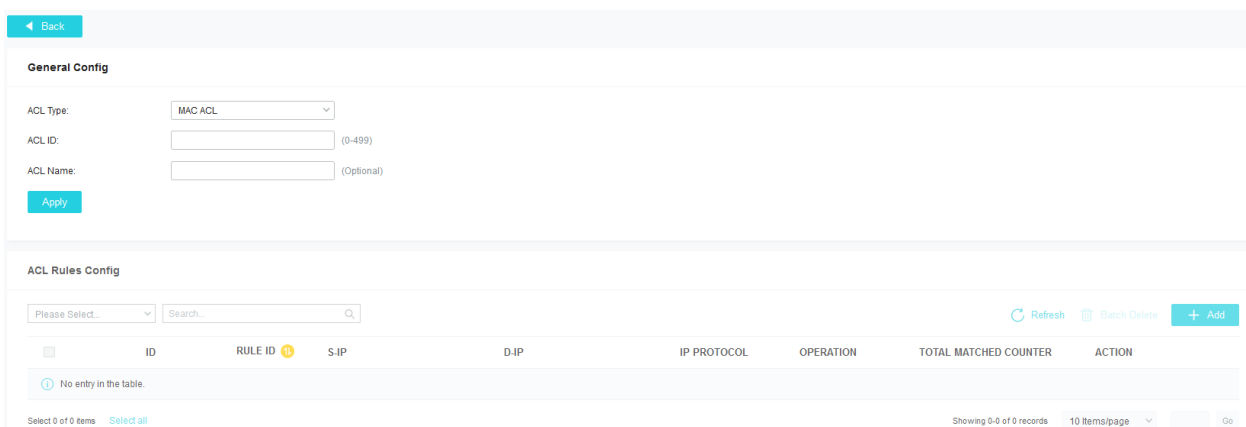 Back
General Config
ACL Type: MAC ACL
ACL ID: (0-499)
ACL Name: (Optional)
Apply
ACL Rules Config
Please Select... Search... Refresh Batch Delete + Add
ID RULE ID S-IP D-IP IP PROTOCOL OPERATION TOTAL MATCHED COUNTER ACTION
No entry in the table.
Select 0 of 0 items Select all Showing 0-0 of 0 records 10 Items/page Go